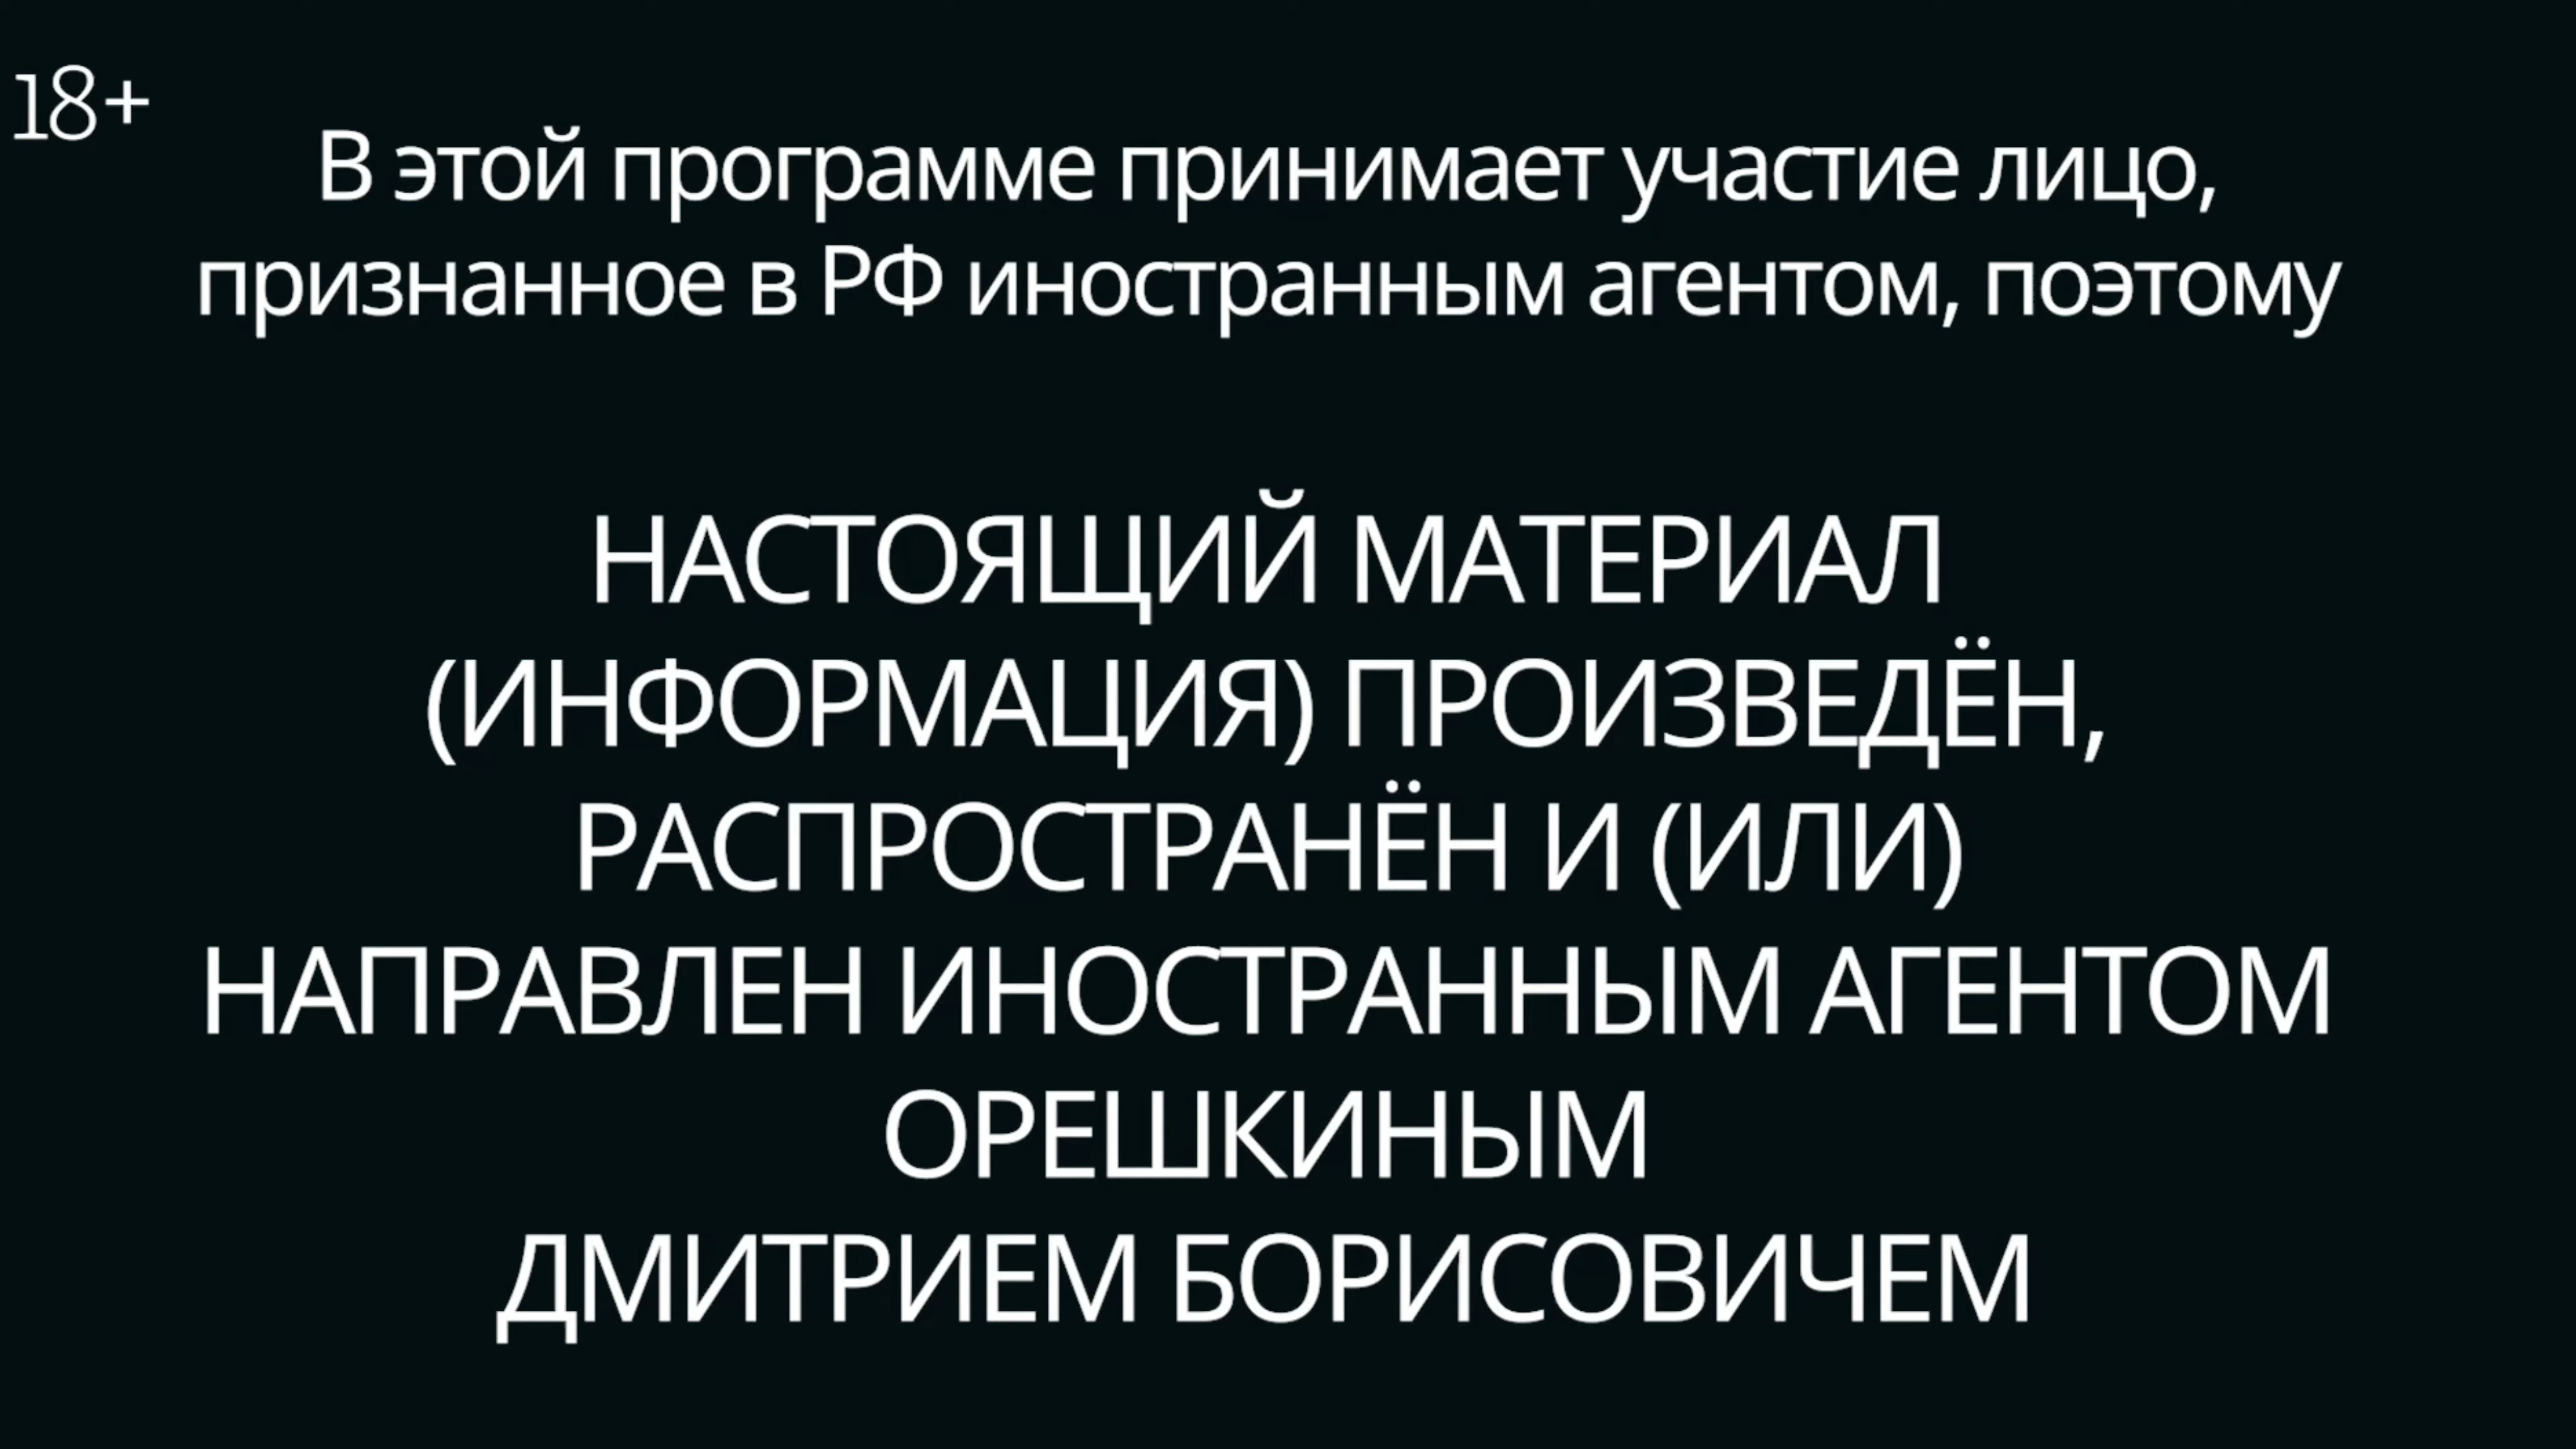 18+
В этой программе принимает участие лицо,
признанное в РФ иностранным агентом, поэтому
НАСТОЯЩИЙ МАТЕРИАЛ
(ИНФОРМАЦИЯ) ПРОИЗВЕДЁН,
РАСПРОСТРАНЁН И (ИЛИ)
НАПРАВЛЕН ИНОСТРАННЫМ АГЕНТОМ
ОРЕШКИНЫМ
ДМИТРИЕМ БОРИСОВИЧЕМ